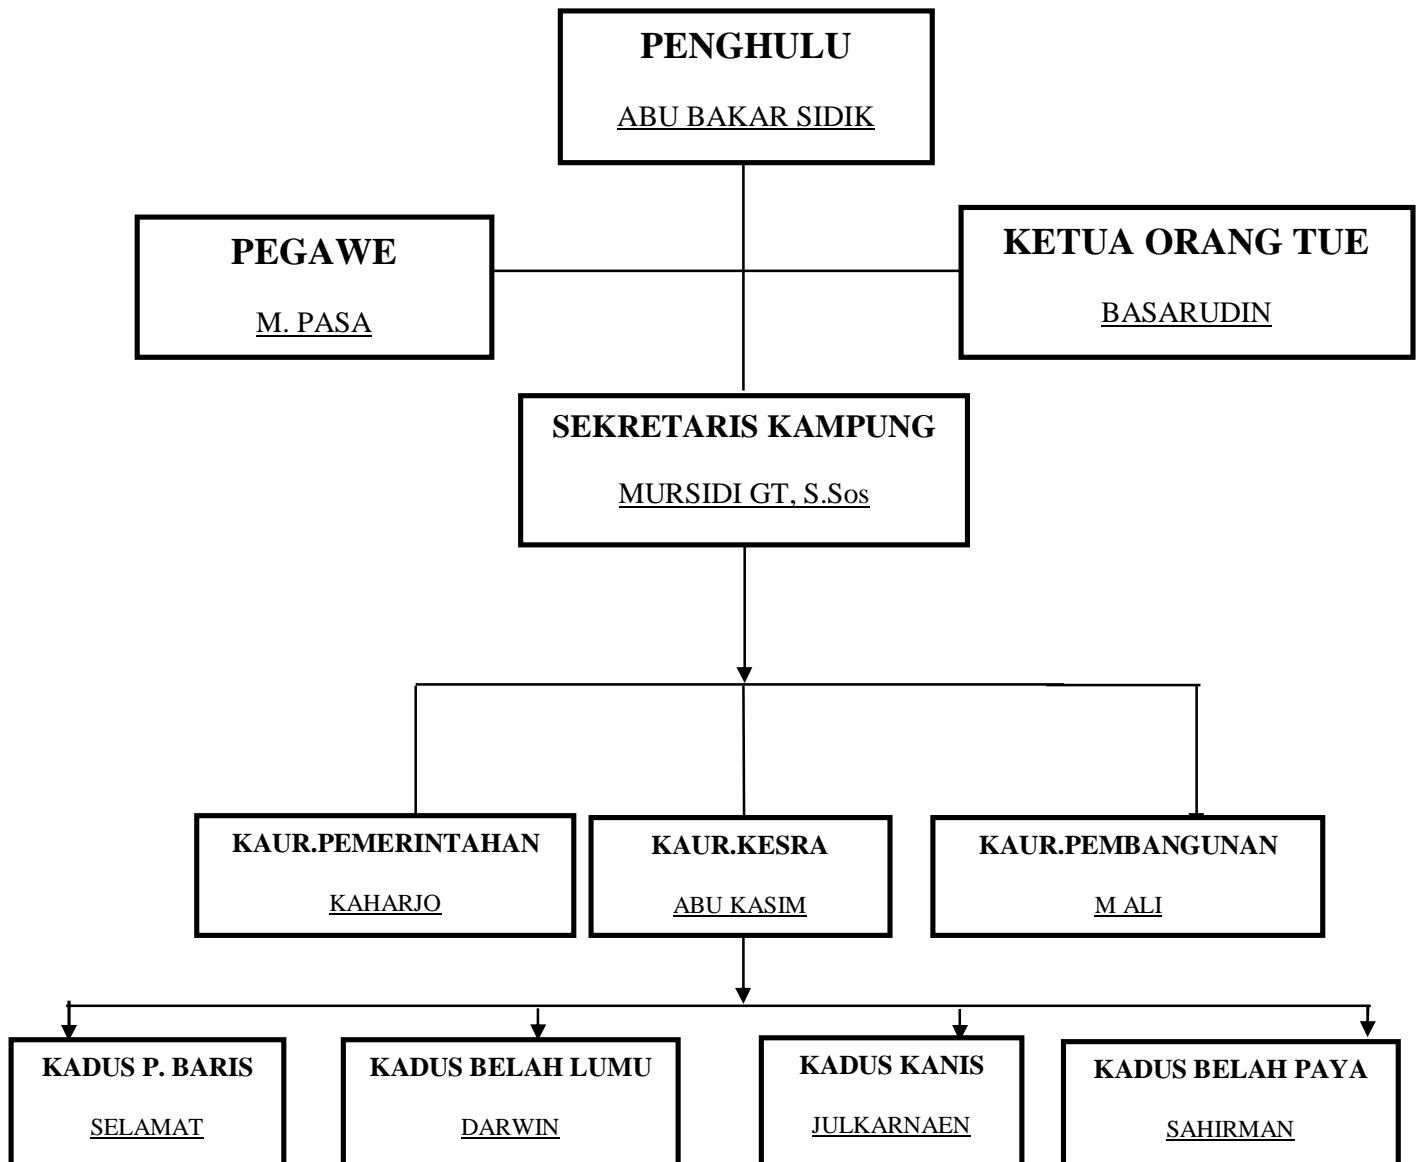 PENGHULU
ABU BAKAR SIDIK
PEGAWE
M. PASA
KETUA ORANG TUE
BASARUDIN
SEKRETARIS KAMPUNG
MURSIDI GT, S.Sos
KAUR.PEMERINTAHAN
KAHARJO
KAUR.KESRA
ABU KASIM
KAUR.PEMBANGUNAN
M ALI
KADUS P. BARIS
SELAMAT
KADUS BELAH LUMU
DARWIN
KADUS KANIS
JULKARNAEN
KADUS BELAH PAYA
SAHIRMAN